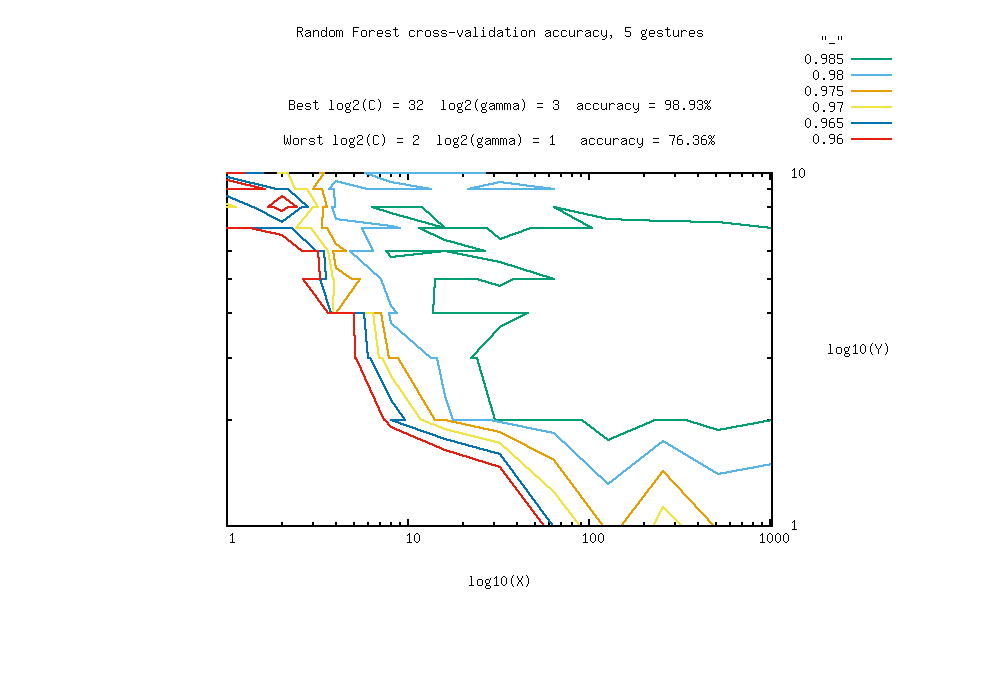 Random Forest cross-validation accuracy, 5 gestures
"_"
0.985
0.98
0.975
0.97
0.965
0.96
Best log2(C) = 32  log2(gamma) = 3  accuracy = 98.93%
Worst log2(C) = 2  log2(gamma) = 1   accuracy = 76.36%
10
log10(Y)
1
1 10 100 1000
log10(X)